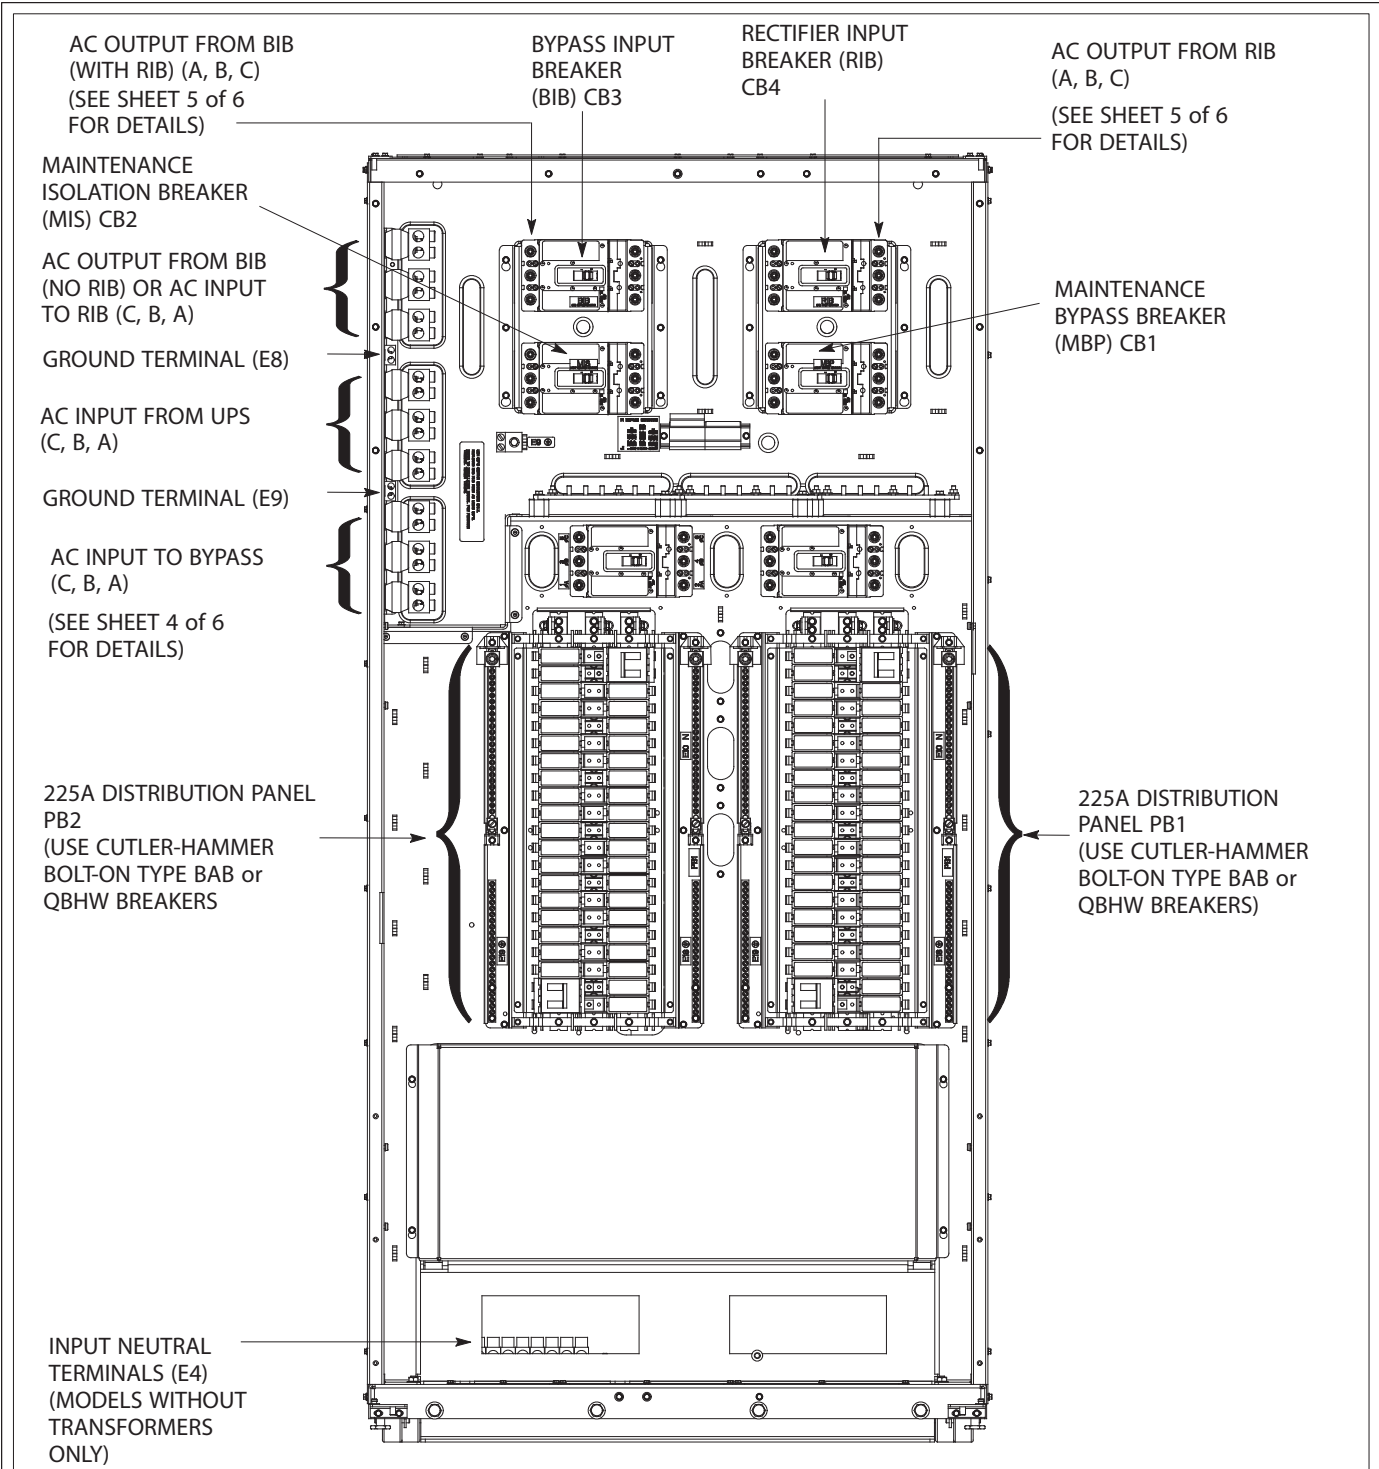 AC OUTPUT FROM BIB
(WITH RIB) (A, B, C)
(SEE SHEET 5 of 6
FOR DETAILS)
BYPASS INPUT
BREAKER
(BIB) CB3
RECTIFIER INPUT
BREAKER (RIB)
CB4
AC OUTPUT FROM RIB
(A, B, C)
(SEE SHEET 5 of 6
FOR DETAILS)
MAINTENANCE
ISOLATION BREAKER
(MIS) CB2
AC OUTPUT FROM BIB
(NO RIB) OR AC INPUT
TO RIB (C, B, A)
GROUND TERMINAL (E8)
AC INPUT FROM UPS
(C, B, A)
GROUND TERMINAL (E9)
AC INPUT TO BYPASS
(C, B, A)
(SEE SHEET 4 of 6
FOR DETAILS)
MAINTENANCE
BYPASS BREAKER
(MBP) CB1
BIB
RIB
MIS
MBP
E9
225A DISTRIBUTION PANEL
PB2
(USE CUTLER-HAMMER
BOLT-ON TYPE BAB or
QBHW BREAKERS
E10 N
PB1
E10 N
PB1
225A DISTRIBUTION
PANEL PB1
(USE CUTLER-HAMMER
BOLT-ON TYPE BAB or
QBHW BREAKERS)
INPUT NEUTRAL
TERMINALS (E4)
(MODELS WITHOUT
TRANSFORMERS
ONLY)